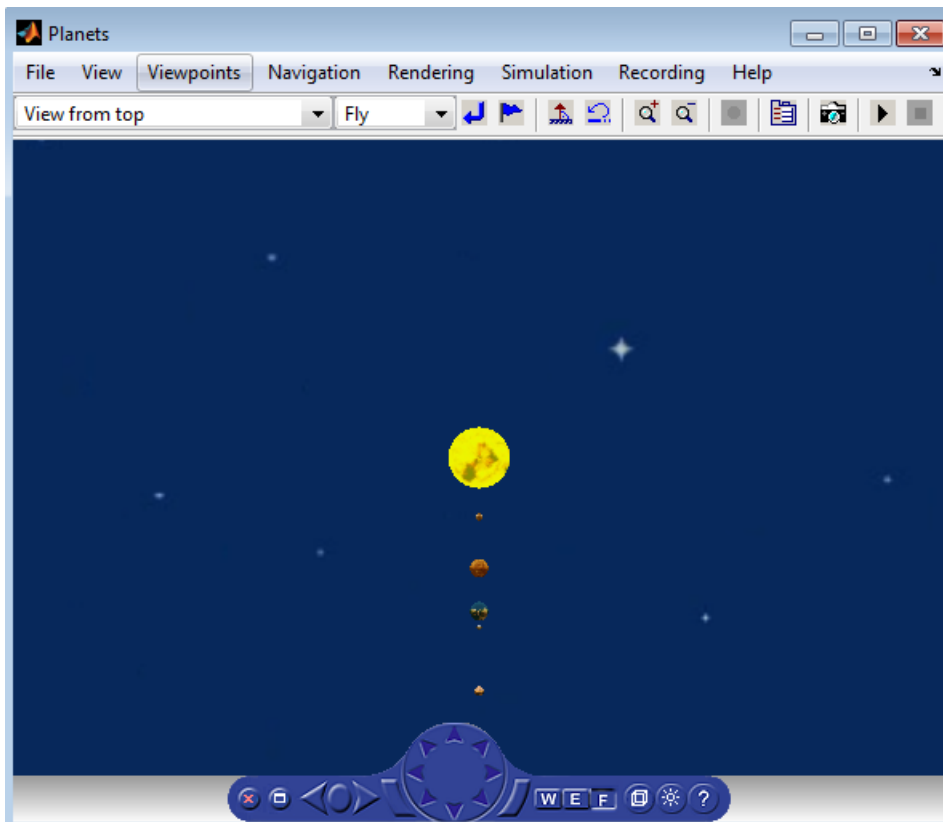 Planets
File View Viewpoints Navigation Rendering Simulation Recording Help
View from top Fly
W E F ?